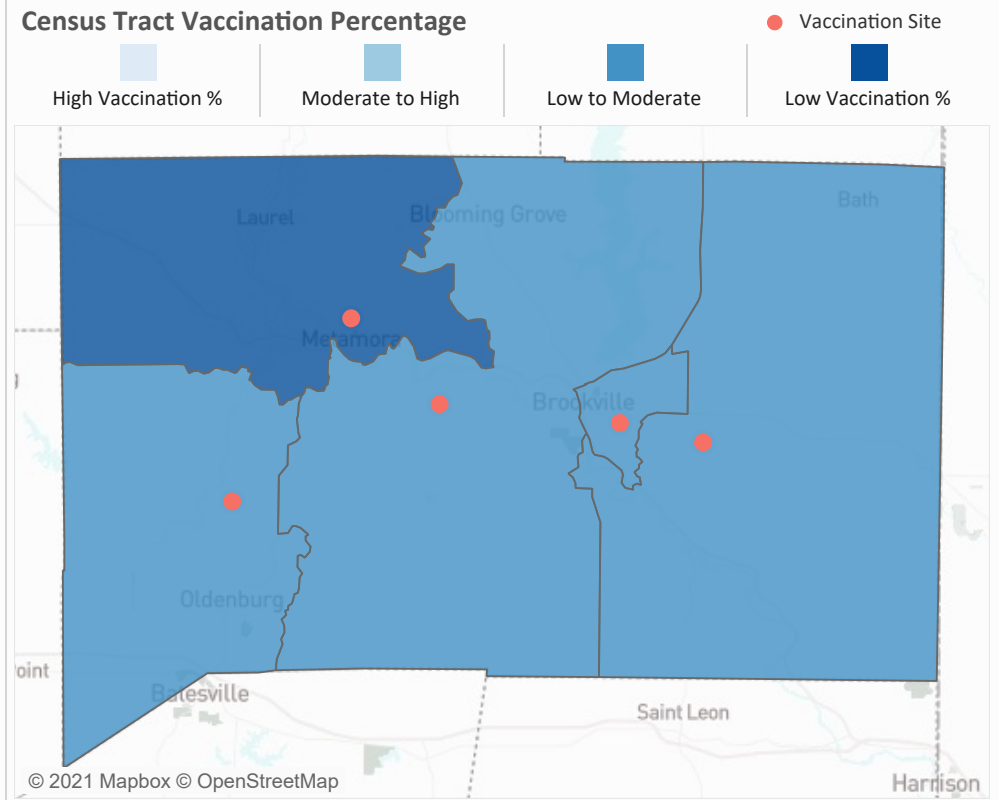 Census Tract Vaccination Percentage
Vaccination Site
High Vaccination %
Moderate to High
Low to Moderate
Low Vaccination %
Bath
Laurel
Blooming Grove
Metamora
Brookville
Oldenburg
oint
Batesville
Saint Leon
© 2021 Mapbox © OpenStreetMap
Harrison